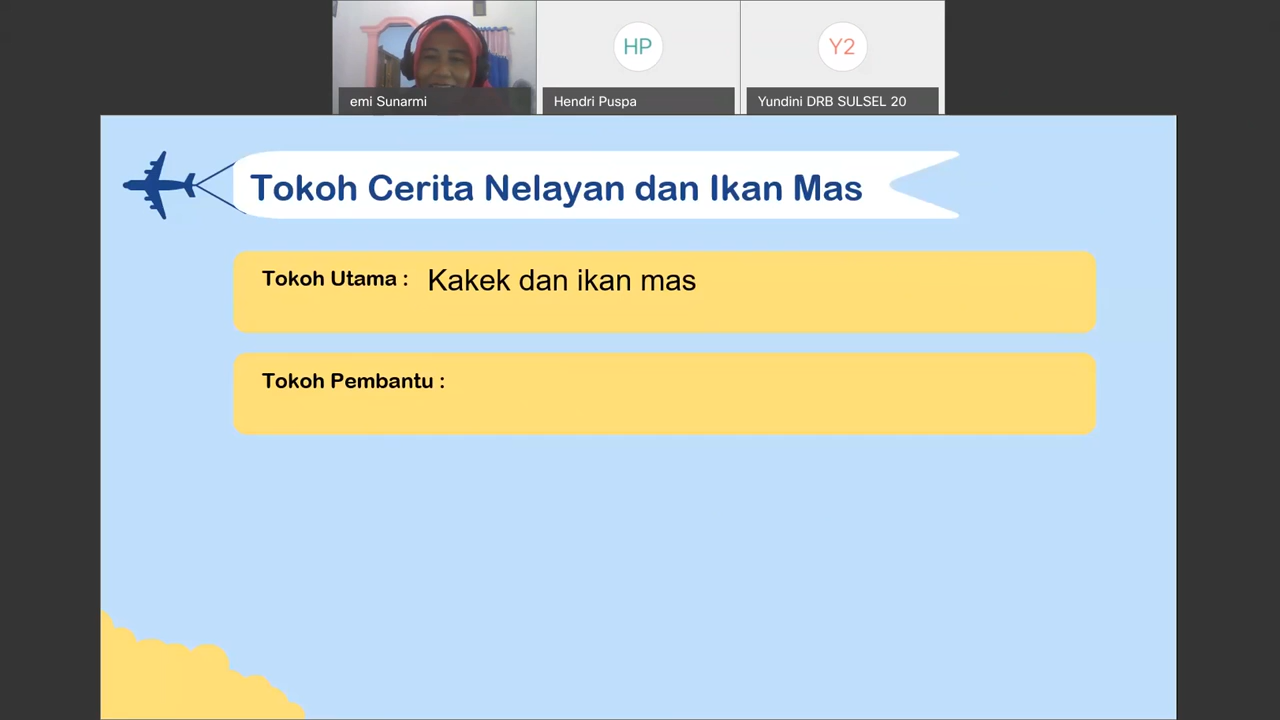 HP
Y2
emi Sunarmi
Hendri Puspa
Yundini DRB SULSEL 20
Tokoh Cerita Nelayan dan Ikan Mas
Tokoh Utama : Kakek dan ikan mas
Tokoh Pembantu :